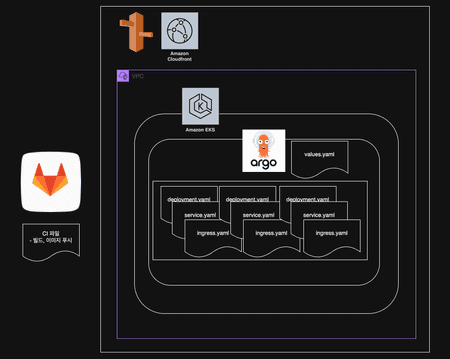 Amazon
Cloudfront
VPC
Amazon EKS
argo
values.yaml
deployment.yaml
deployment.yaml
deployment.yaml
service.yaml
service.yaml
service.yaml
ingress.yaml
ingress.yaml
ingress.yaml
CI 파일
- 빌드, 이미지 푸시